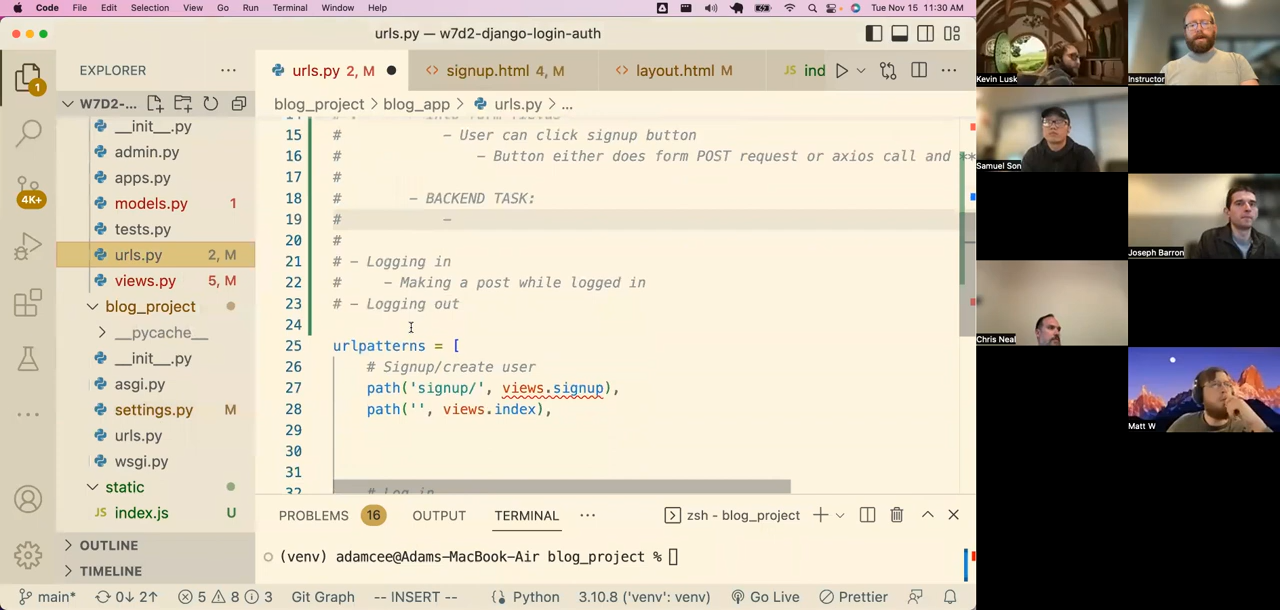 Code File Edit Selection View Go Run Terminal Window Help Tue Nov 15 11:30 AM
urls.py — w7d2-django-login-auth
EXPLORER
urls.py 2, M
signup.html 4, M
layout.html M
JS ind
W7D2-...
blog_project > blog_app > urls.py > ...
__init__.py
admin.py
apps.py
models.py 1
tests.py
urls.py 2, M
views.py 5, M
blog_project
__pycache__
__init__.py
asgi.py
settings.py M
urls.py
wsgi.py
static
JS index.js U
OUTLINE
TIMELINE
1
4K+
15 # - User can click signup button
16 # - Button either does form POST request or axios call and **
17 #
18 # - BACKEND TASK:
19 # -
20 #
21 # - Logging in
22 # - Making a post while logged in
23 # - Logging out
24
25 urlpatterns = [
26 # Signup/create user
27 path('signup/', views.signup),
28 path('', views.index),
29
30
31
32 # Log in
PROBLEMS 16 OUTPUT TERMINAL ... zsh - blog_project
(venv) adamcee@Adams-MacBook-Air blog_project %
main* 0↓ 2↑ 5 8 3 Git Graph -- INSERT -- Python 3.10.8 ('venv': venv) Go Live Prettier
Kevin Lusk
Instructor
Samuel Son
Joseph Barron
Chris Neal
Matt W